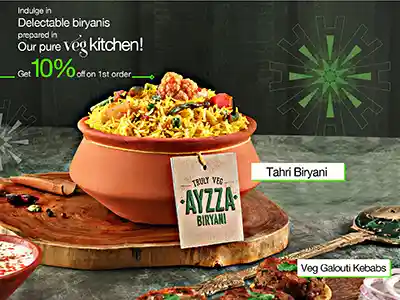 Indulge in
Delectable biryanis
prepared in
Our pure veg kitchen!
Get 10% off on 1st order
TRULY VEG
AYZZA
BIRYANI
Tahri Biryani
Veg Galouti Kebabs